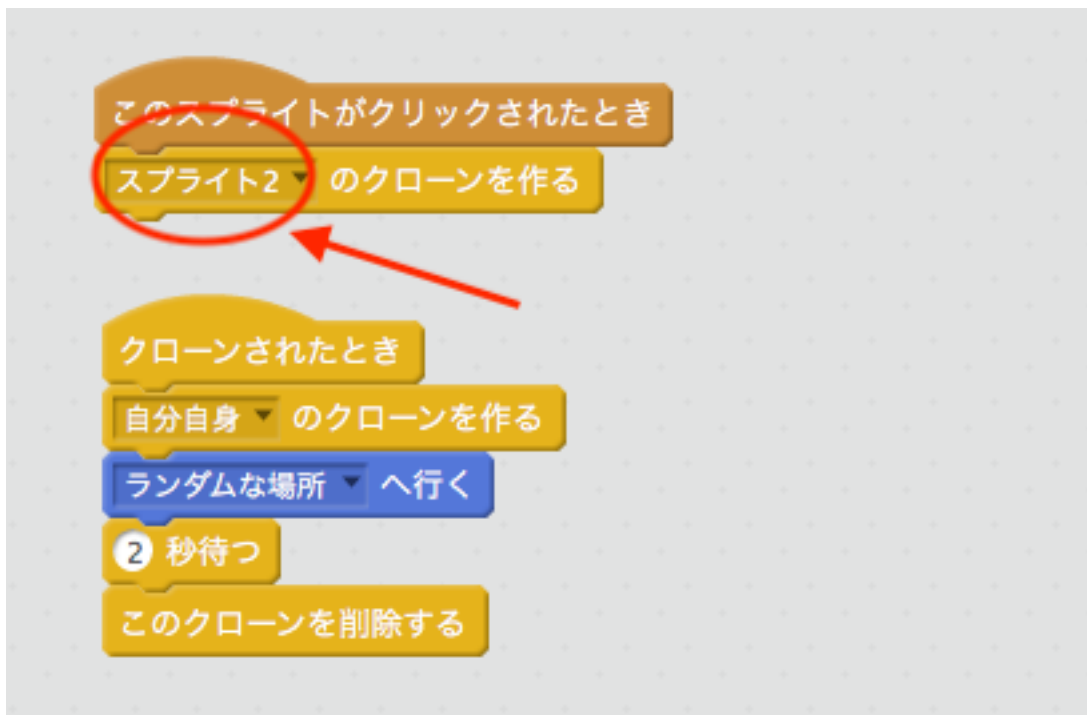 このスプライトがクリックされたとき
スプライト2 のクローンを作る
クローンされたとき
自分自身 のクローンを作る
ランダムな場所 へ行く
2 秒待つ
このクローンを削除する